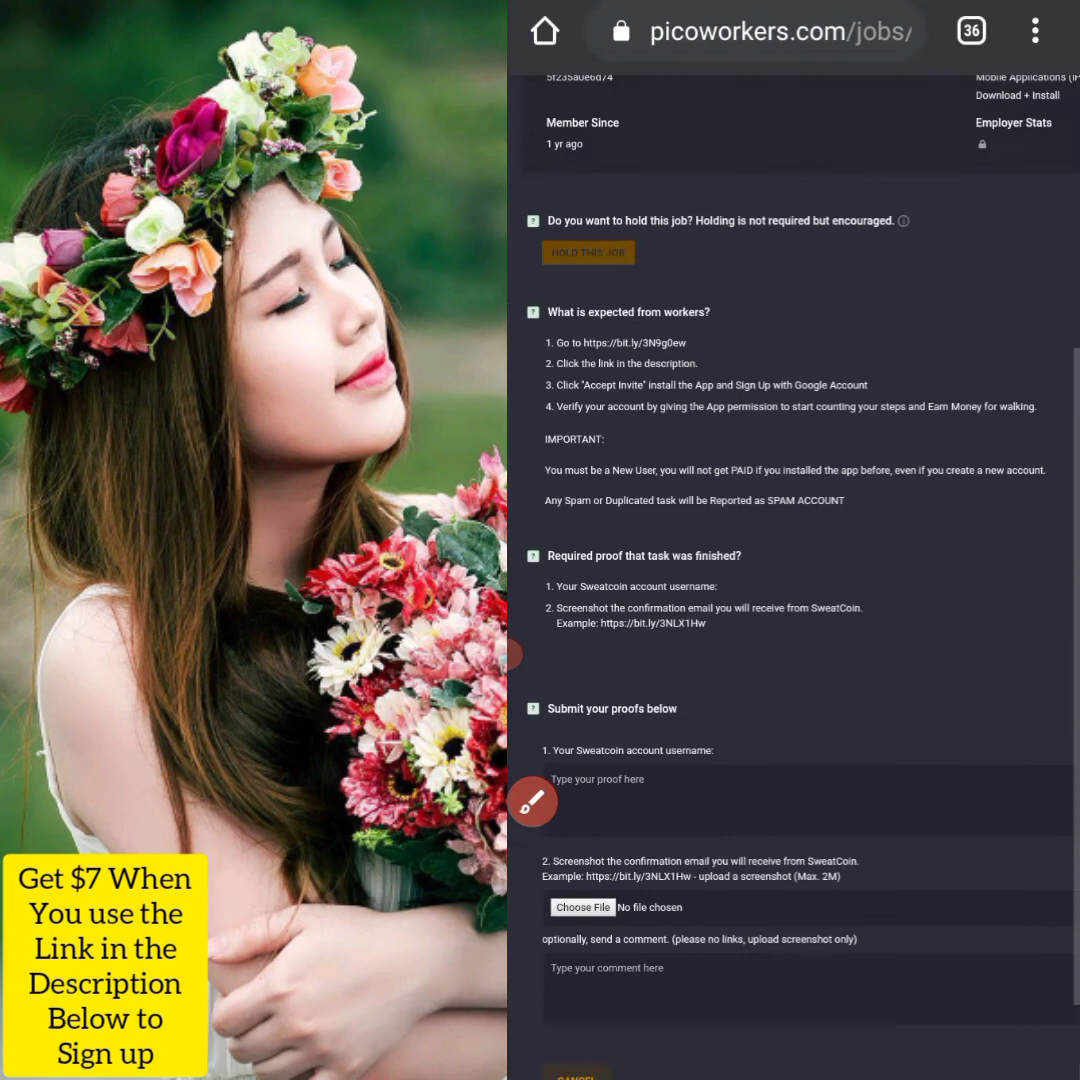 Get $7 When
You use the
Link in the
Description
Below to
Sign up
picoworkers.com/jobs/
36
5f235a0e6d74
Mobile Applications (iP
Download + Install
Member Since
Employer Stats
1 yr ago
Do you want to hold this job? Holding is not required but encouraged.
HOLD THIS JOB
What is expected from workers?
1. Go to https://bit.ly/3N9g0ew
2. Click the link in the description.
3. Click "Accept Invite" install the App and Sign Up with Google Account
4. Verify your account by giving the App permission to start counting your steps and Earn Money for walking.
IMPORTANT:
You must be a New User, you will not get PAID if you installed the app before, even if you create a new account.
Any Spam or Duplicated task will be Reported as SPAM ACCOUNT
Required proof that task was finished?
1. Your Sweatcoin account username:
2. Screenshot the confirmation email you will receive from SweatCoin.
Example: https://bit.ly/3NLX1Hw
Submit your proofs below
1. Your Sweatcoin account username:
Type your proof here
2. Screenshot the confirmation email you will receive from SweatCoin.
Example: https://bit.ly/3NLX1Hw - upload a screenshot (Max. 2M)
Choose File No file chosen
optionally, send a comment. (please no links, upload screenshot only)
Type your comment here
CANCEL